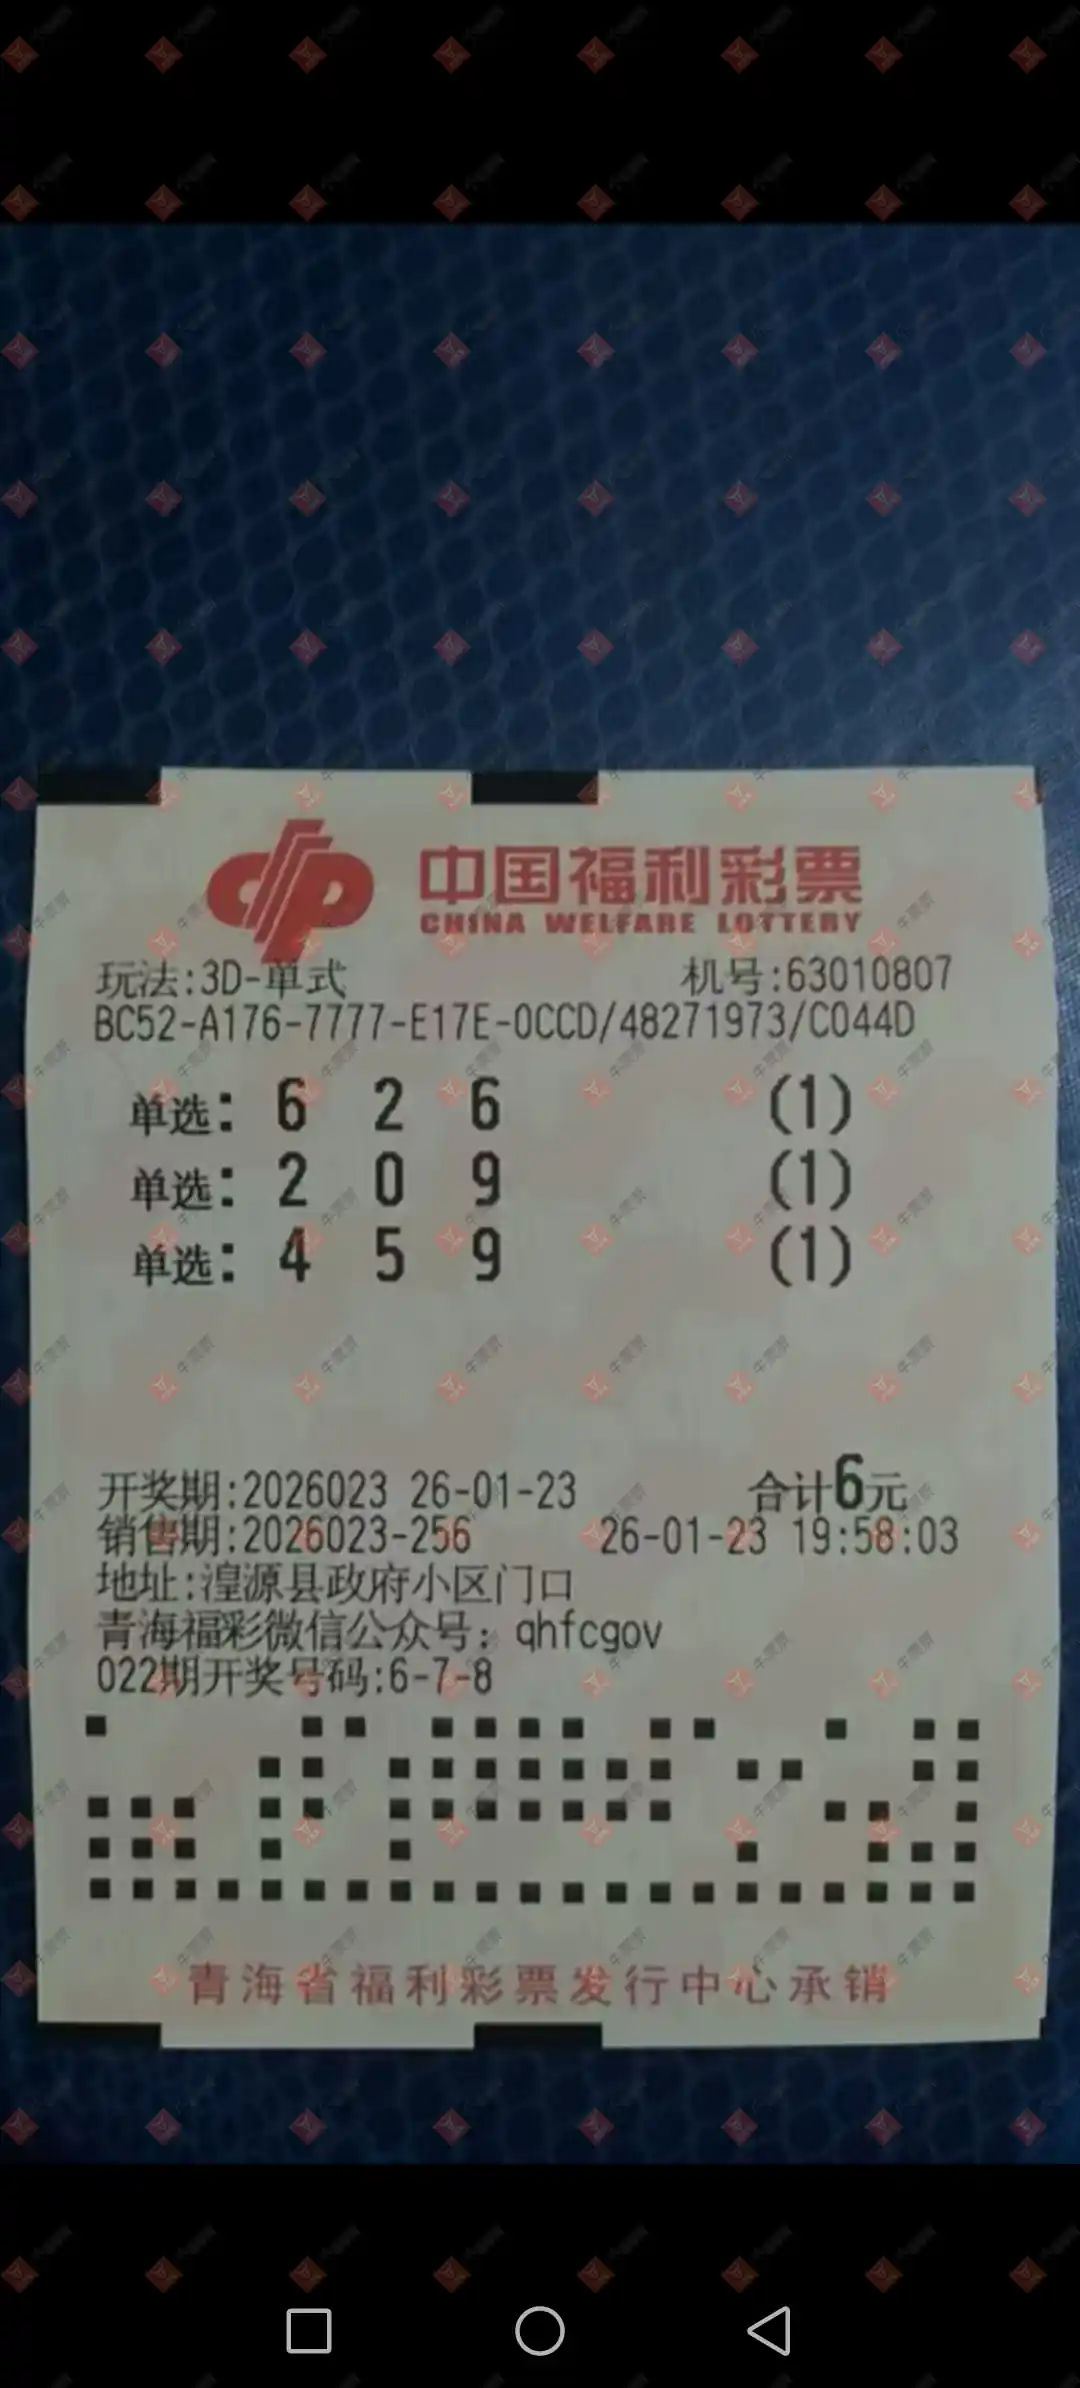 中国福利彩票
CHINA WELFARE LOTTERY
玩法:3D-单式 机号:63010807
BC52-A176-7777-E17E-0CCD/48271973/C044D
单选: 6 2 6 (1)
单选: 2 0 9 (1)
单选: 4 5 9 (1)
开奖期:2026023 26-01-23 合计6元
销售期:2026023-256 26-01-23 19:58:03
地址:湟源县政府小区门口
青海福彩微信公众号: qhfcgov
022期开奖号码:6-7-8
青海省福利彩票发行中心承销